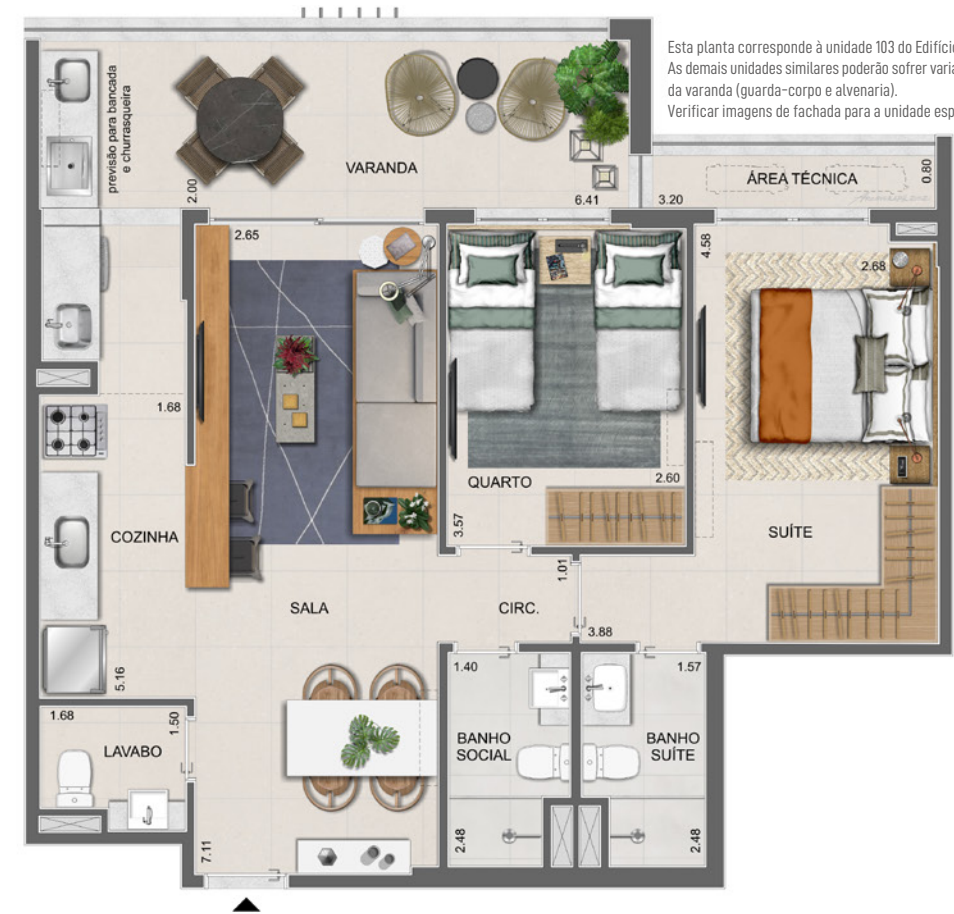 Esta planta corresponde à unidade 103 do Edifíci
As demais unidades similares poderão sofrer varia
da varanda (guarda-corpo e alvenaria).
Verificar imagens de fachada para a unidade esp
previsão para bancada
e churrasqueira
VARANDA
2.00
6.41
3.20
ÁREA TÉCNICA
0.80
2.65
4.58
2.68
1.68
QUARTO
2.60
3.57
COZINHA
SUÍTE
1.01
SALA
CIRC.
3.88
5.16
1.40
1.57
1.68
1.50
LAVABO
BANHO
SOCIAL
BANHO
SUÍTE
7.11
2.48
2.48